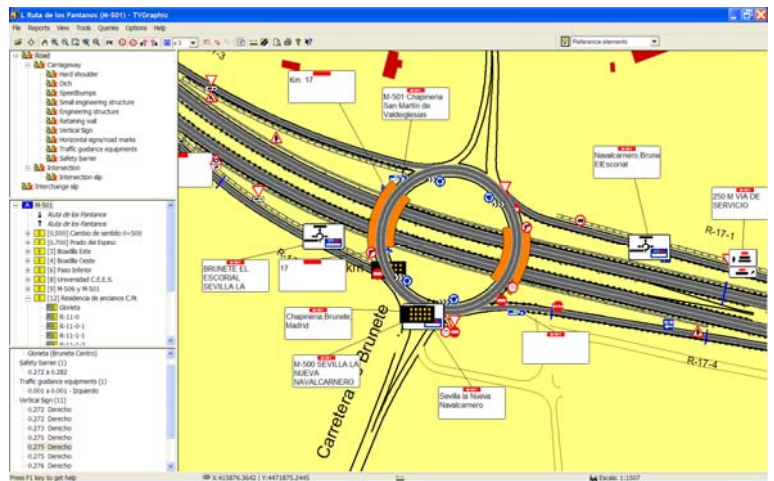 L Ruta de los Pantanos (M-501) - TVGraphic
File Reports View Tools Queries Options Help
Reference elements
Road
Carriageway
Hard shoulder
Dich
Speedbumps
Small engineering structure
Engineering structure
Retaining wall
Vertical Sign
Horizontal signs/road marks
Traffic guidance equipments
Safety barrier
Intersection
Intersection slip
Interchange slip
M-501
Ruta de los Pantanos
Ruta de los Pantanos
[0.500] Cambio de sentido 0+500
[0.700] Prado del Espino
[3] Boadilla Este
[4] Boadilla Oeste
[6] Paso Inferior
[8] Universidad C.E.E.S.
[9] M-506 y M-501
[12] Residencia de ancianos C.M.
Glorieta
R-11-0
R-11-0-1
R-11-1-1
Glorieta (Brunete Centro)
Safety barrier (1)
0.272 a 0.282
Traffic guidance equipments (1)
0.001 a 0.001 - Izquierdo
Vertical Sign (11)
0.272 Derecho
0.272 Derecho
0.273 Derecho
0.275 Derecho
0.275 Derecho
0.275 Derecho
0.276 Derecho
Km. 17
M-501 Chapineria
San Martin de
Valdeiglesias
Navalcarnero,Brune
ElEscorial
250 M VIA DE
SERVICIO
R-17-1
BRUNETE EL
ESCORIAL
SEVILLA LA
17
km
Chapineria,Brunete,
Madrid
M-500 SEVILLA LA
NUEVA
NAVALCARNERO
Sevilla la Nueva
Navalcarnero
R-17-4
Carretera
Brunete
Press F1 key to get help
X:415876.3642 | Y:4471875.2445
Escala: 1:1507